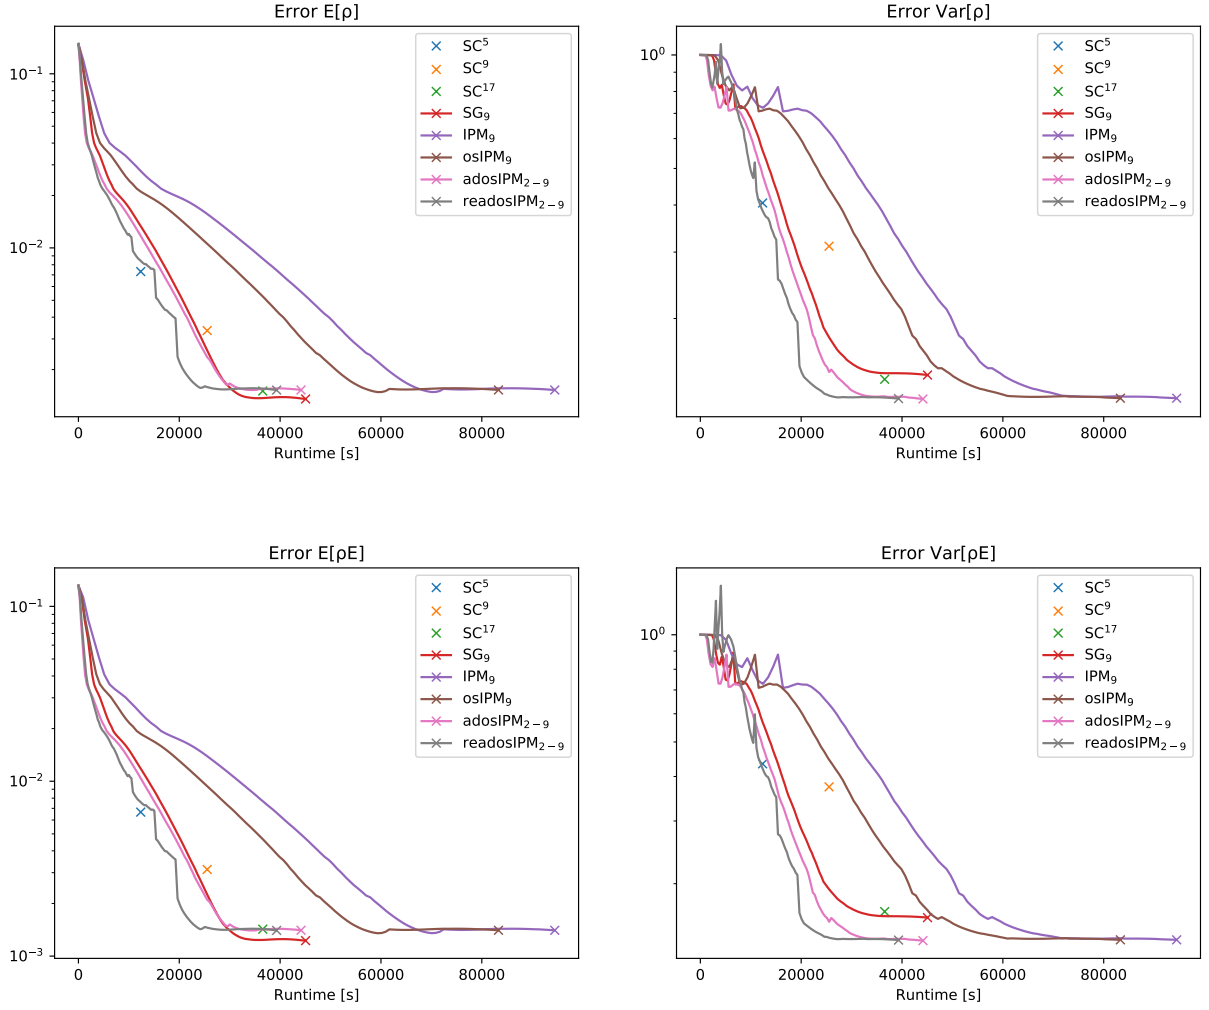 Error E[ρ]
10⁻¹
10⁻²
0 20000 40000 60000 80000
Runtime [s]
SC⁵
SC⁹
SC¹⁷
SG₉
IPM₉
osIPM₉
adosIPM₂₋₉
readosIPM₂₋₉
Error Var[ρ]
10⁰
0 20000 40000 60000 80000
Runtime [s]
SC⁵
SC⁹
SC¹⁷
SG₉
IPM₉
osIPM₉
adosIPM₂₋₉
readosIPM₂₋₉
Error E[ρE]
10⁻¹
10⁻²
10⁻³
0 20000 40000 60000 80000
Runtime [s]
SC⁵
SC⁹
SC¹⁷
SG₉
IPM₉
osIPM₉
adosIPM₂₋₉
readosIPM₂₋₉
Error Var[ρE]
10⁰
0 20000 40000 60000 80000
Runtime [s]
SC⁵
SC⁹
SC¹⁷
SG₉
IPM₉
osIPM₉
adosIPM₂₋₉
readosIPM₂₋₉